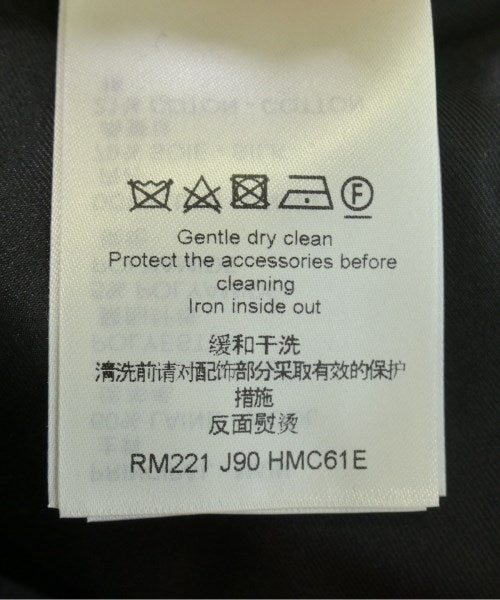 F
Gentle dry clean
Protect the accessories before
cleaning
Iron inside out
缓和干洗
清洗前请对配饰部分采取有效的保护
措施
反面熨烫
RM221 J90 HMC61E